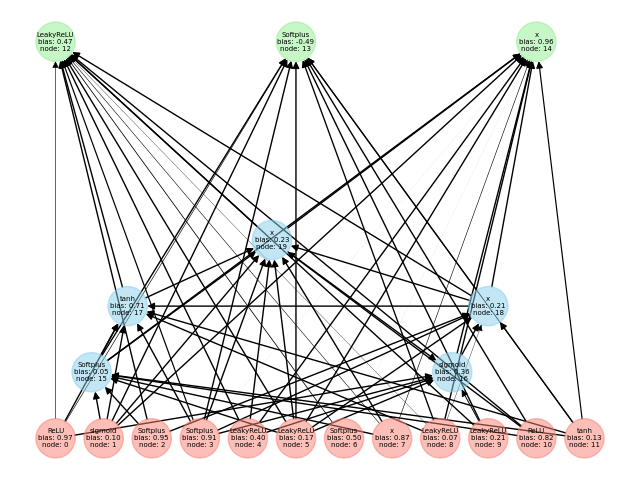 LeakyReLU
bias: 0.47
node: 12
Softplus
bias: -0.49
node: 13
x
bias: 0.96
node: 14
x
bias: 0.23
node: 19
tanh
bias: 0.71
node: 17
x
bias: 0.21
node: 18
Softplus
bias: 0.05
node: 15
sigmoid
bias: 0.36
node: 16
ReLU
bias: 0.97
node: 0
sigmoid
bias: 0.10
node: 1
Softplus
bias: 0.95
node: 2
Softplus
bias: 0.91
node: 3
LeakyReLU
bias: 0.40
node: 4
LeakyReLU
bias: 0.17
node: 5
Softplus
bias: 0.50
node: 6
x
bias: 0.87
node: 7
LeakyReLU
bias: 0.07
node: 8
LeakyReLU
bias: 0.21
node: 9
ReLU
bias: 0.82
node: 10
tanh
bias: 0.13
node: 11